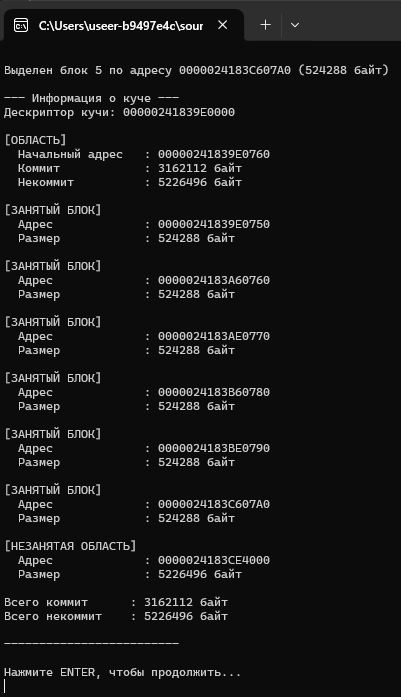 C:\Users\useer-b9497e4c\sour
Выделен блок 5 по адресу 0000024183C607A0 (524288 байт)
--- Информация о куче ---
Дескриптор кучи: 00000241839E0000
[ОБЛАСТЬ]
Начальный адрес : 00000241839E0760
Коммит : 3162112 байт
Некоммит : 5226496 байт
[ЗАНЯТЫЙ БЛОК]
Адрес : 00000241839E0750
Размер : 524288 байт
[ЗАНЯТЫЙ БЛОК]
Адрес : 0000024183A60760
Размер : 524288 байт
[ЗАНЯТЫЙ БЛОК]
Адрес : 0000024183AE0770
Размер : 524288 байт
[ЗАНЯТЫЙ БЛОК]
Адрес : 0000024183B60780
Размер : 524288 байт
[ЗАНЯТЫЙ БЛОК]
Адрес : 0000024183BE0790
Размер : 524288 байт
[ЗАНЯТЫЙ БЛОК]
Адрес : 0000024183C607A0
Размер : 524288 байт
[НЕЗАНЯТАЯ ОБЛАСТЬ]
Адрес : 0000024183CE4000
Размер : 5226496 байт
Всего коммит : 3162112 байт
Всего некоммит : 5226496 байт
-------------------------
Нажмите ENTER, чтобы продолжить...